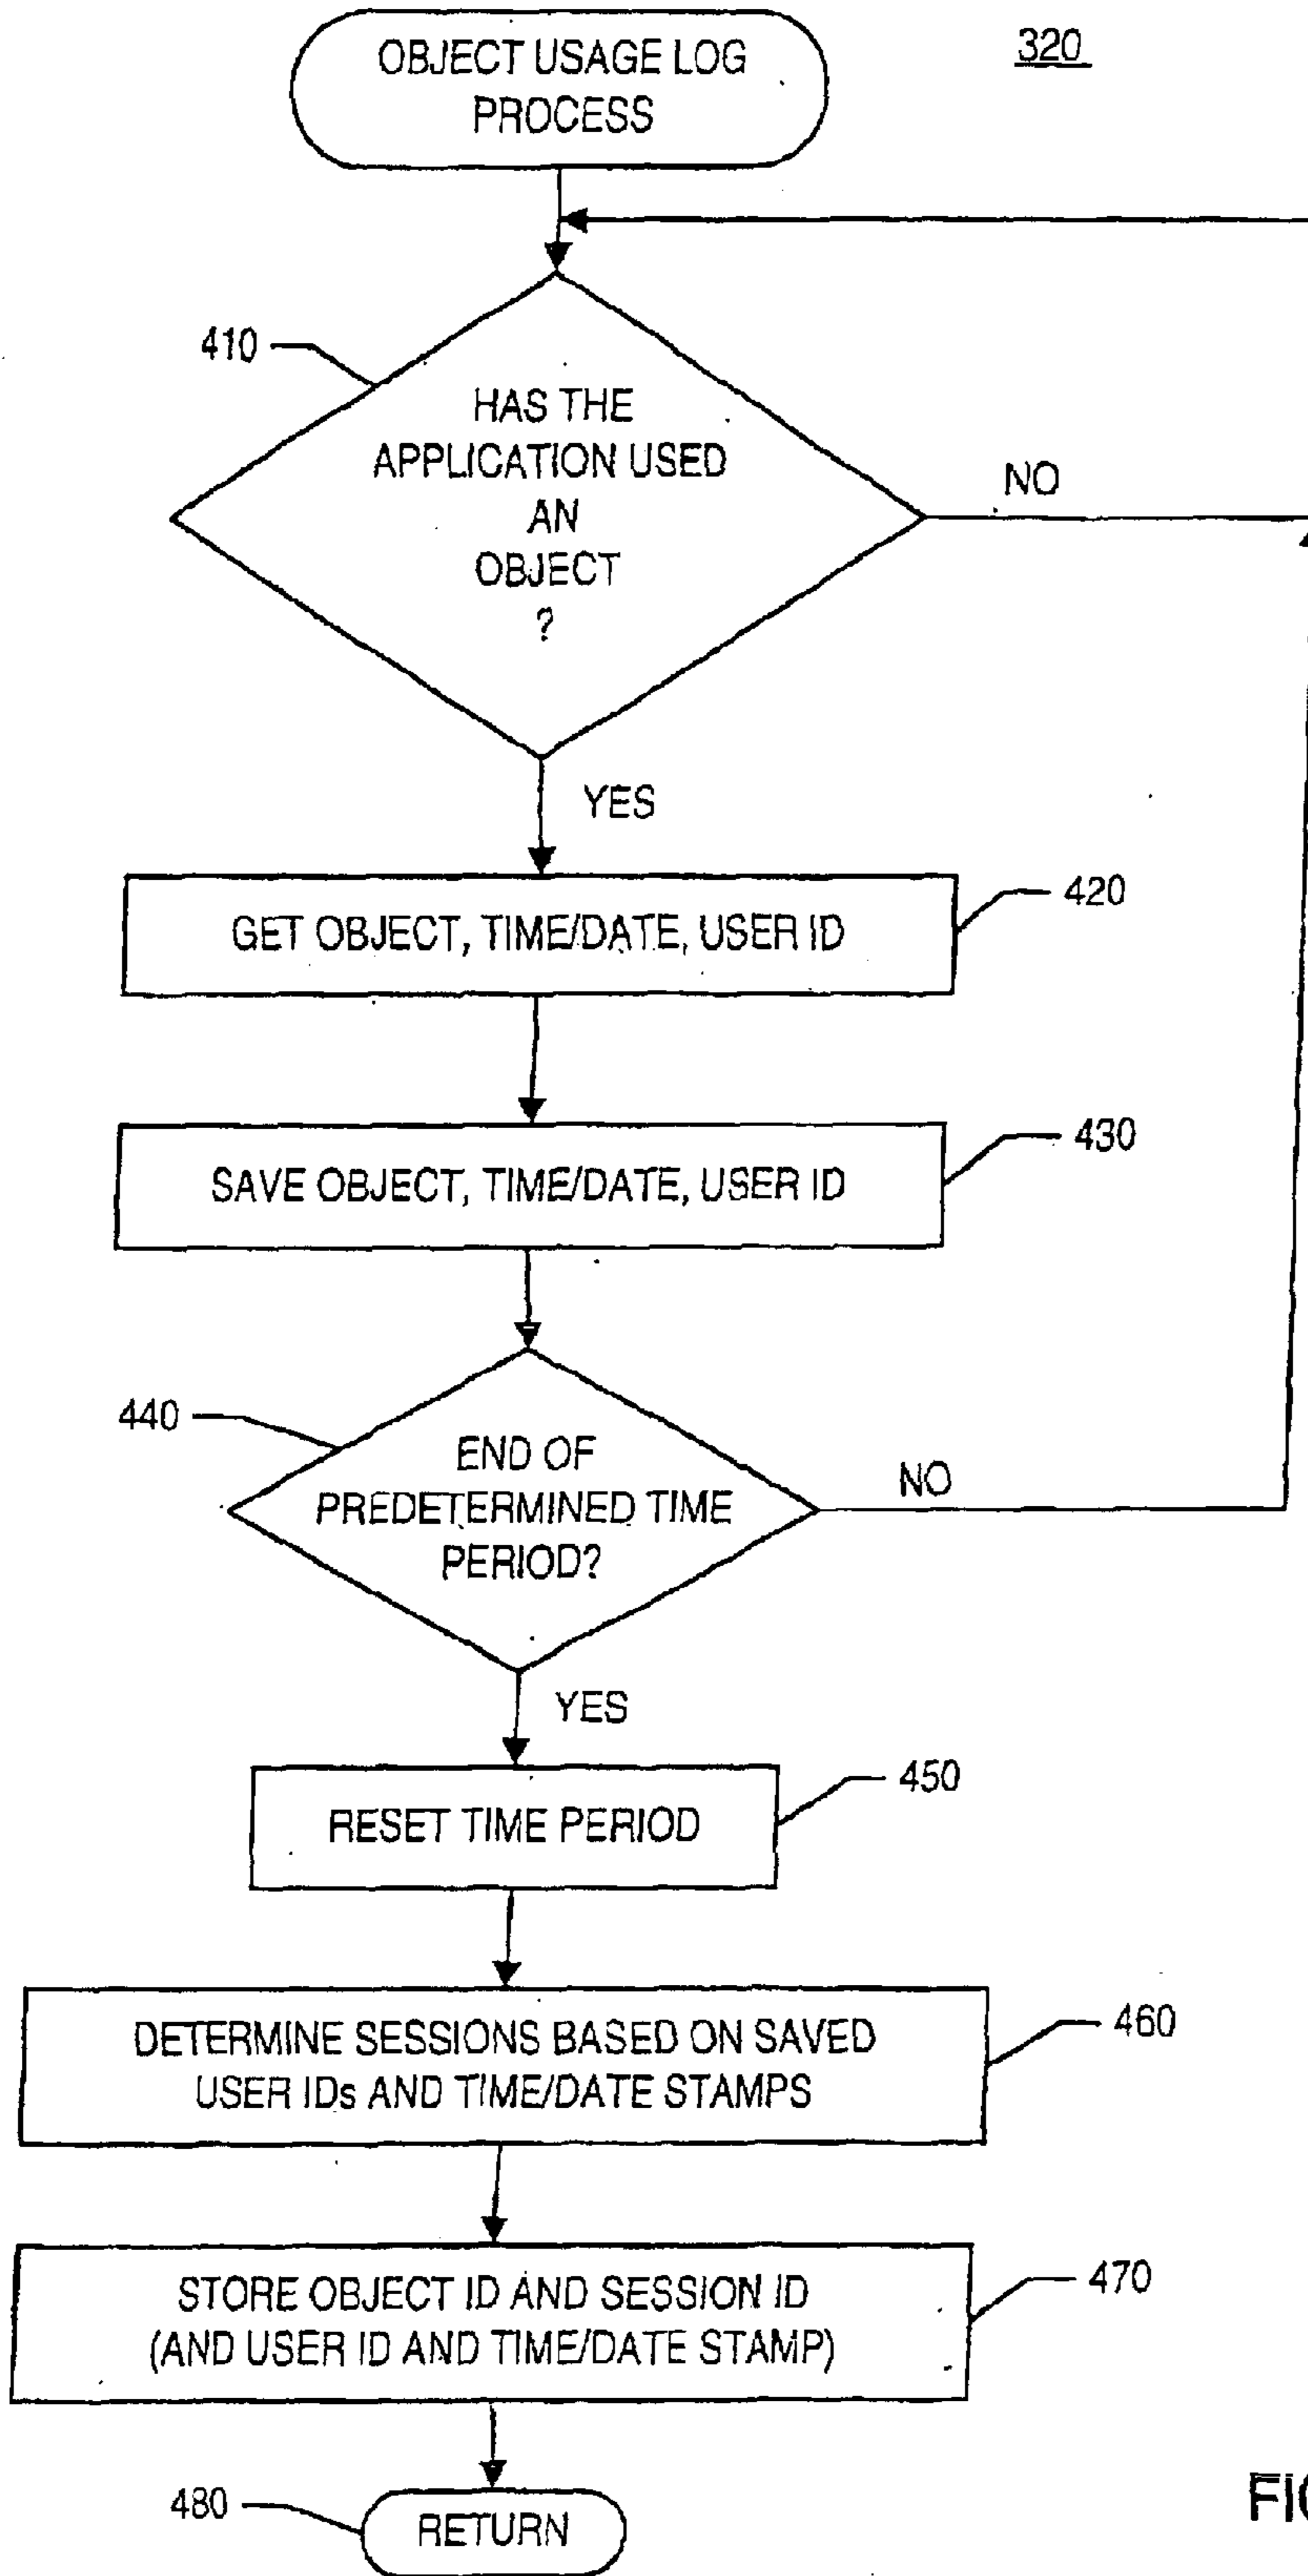 OBJECT USAGE LOG
PROCESS
320
410
HAS THE
APPLICATION USED
AN
OBJECT
?
NO
YES
GET OBJECT, TIME/DATE, USER ID
420
SAVE OBJECT, TIME/DATE, USER ID
430
440
END OF
PREDETERMINED TIME
PERIOD?
NO
YES
RESET TIME PERIOD
450
DETERMINE SESSIONS BASED ON SAVED
USER IDs AND TIME/DATE STAMPS
460
STORE OBJECT ID AND SESSION ID
(AND USER ID AND TIME/DATE STAMP)
470
480
RETURN